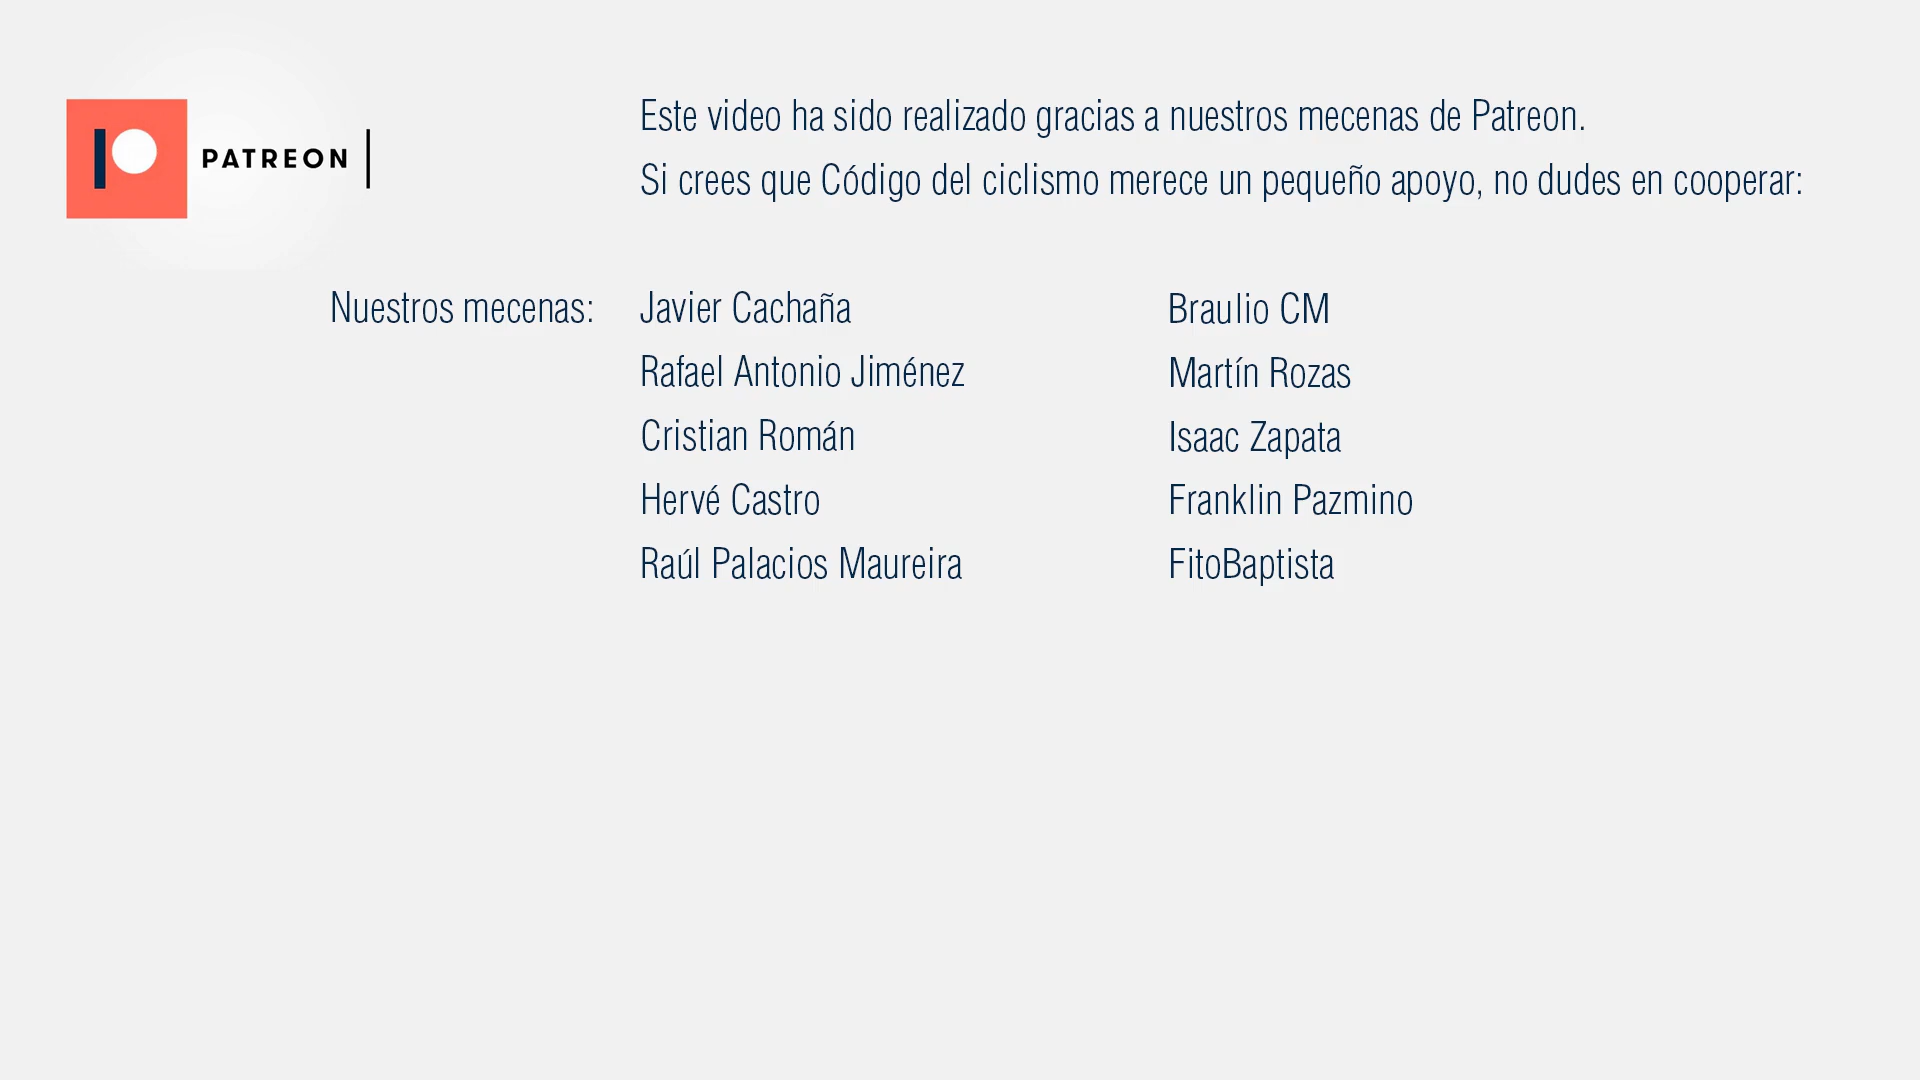 PATREON
Este video ha sido realizado gracias a nuestros mecenas de Patreon.
Si crees que Código del ciclismo merece un pequeño apoyo, no dudes en cooperar:
Nuestros mecenas:
Javier Cachaña
Rafael Antonio Jiménez
Cristian Román
Hervé Castro
Raúl Palacios Maureira
Braulio CM
Martín Rozas
Isaac Zapata
Franklin Pazmino
FitoBaptista